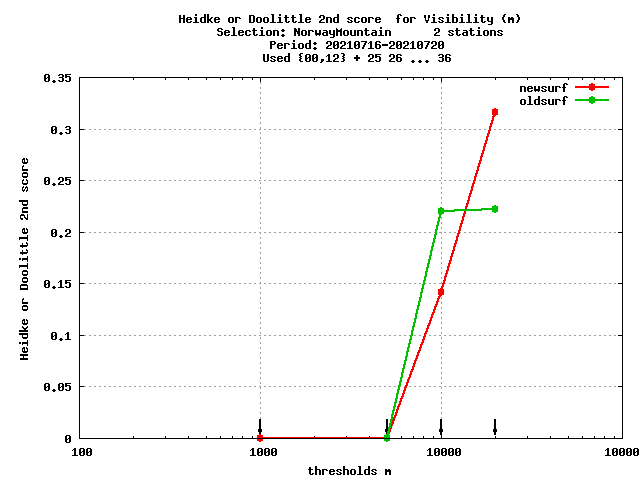 Heidke or Doolittle 2nd score  for Visibility (m)
Selection: NorwayMountain      2 stations
Period: 20210716-20210720
Used {00,12} + 25 26 ... 36
newsurf
oldsurf
0.35
0.3
0.25
0.2
0.15
0.1
0.05
0
Heidke or Doolittle 2nd score
100
1000
10000
10000
thresholds m